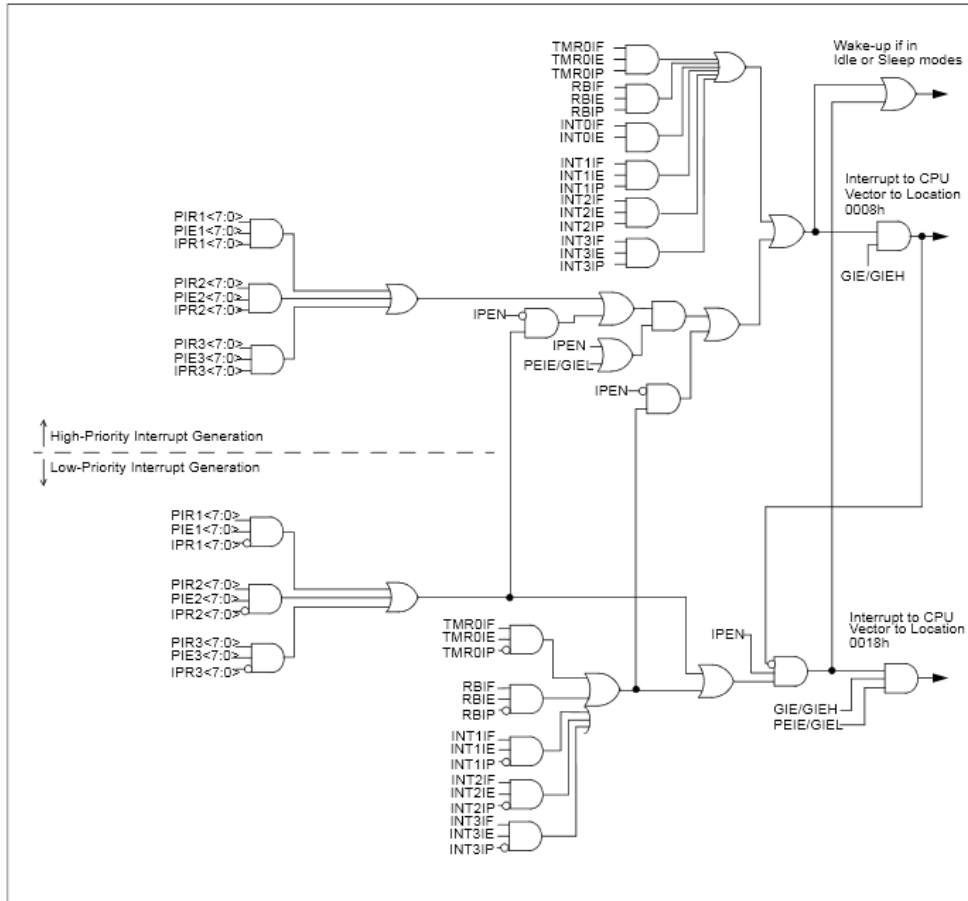 TMR0IF
TMR0IE
TMR0IP
RBIF
RBIE
RBIP
INT0IF
INT0IE
INT1IF
INT1IE
INT1IP
INT2IF
INT2IE
INT2IP
INT3IF
INT3IE
INT3IP
Wake-up if in
Idle or Sleep modes
Interrupt to CPU
Vector to Location
0008h
GIE/GIEH
PIR1<7:0>
PIE1<7:0>
IPR1<7:0>
PIR2<7:0>
PIE2<7:0>
IPR2<7:0>
PIR3<7:0>
PIE3<7:0>
IPR3<7:0>
IPEN
IPEN
PEIE/GIEL
IPEN
High-Priority Interrupt Generation
Low-Priority Interrupt Generation
PIR1<7:0>
PIE1<7:0>
IPR1<7:0>
PIR2<7:0>
PIE2<7:0>
IPR2<7:0>
PIR3<7:0>
PIE3<7:0>
IPR3<7:0>
TMR0IF
TMR0IE
TMR0IP
RBIF
RBIE
RBIP
INT1IF
INT1IE
INT1IP
INT2IF
INT2IE
INT2IP
INT3IF
INT3IE
INT3IP
IPEN
Interrupt to CPU
Vector to Location
0018h
GIE/GIEH
PEIE/GIEL